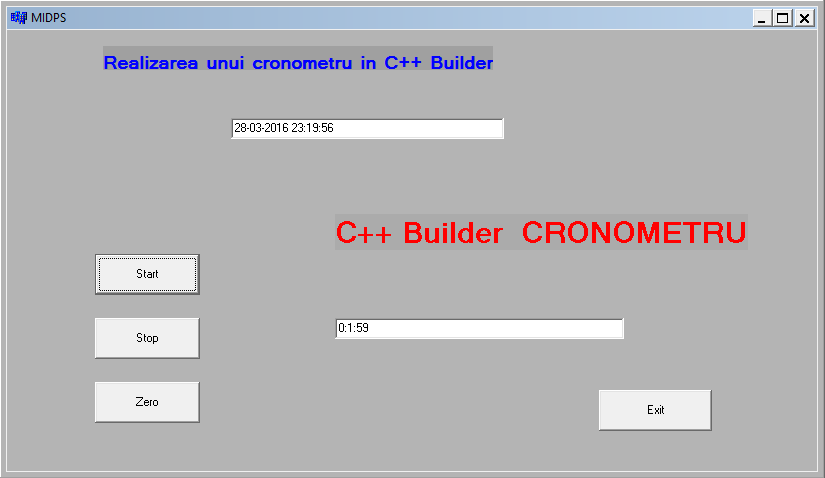 MIDPS
Realizarea unui cronometru in C++ Builder
28-03-2016 23:19:56
C++ Builder CRONOMETRU
Start
0:1:59
Stop
Zero
Exit